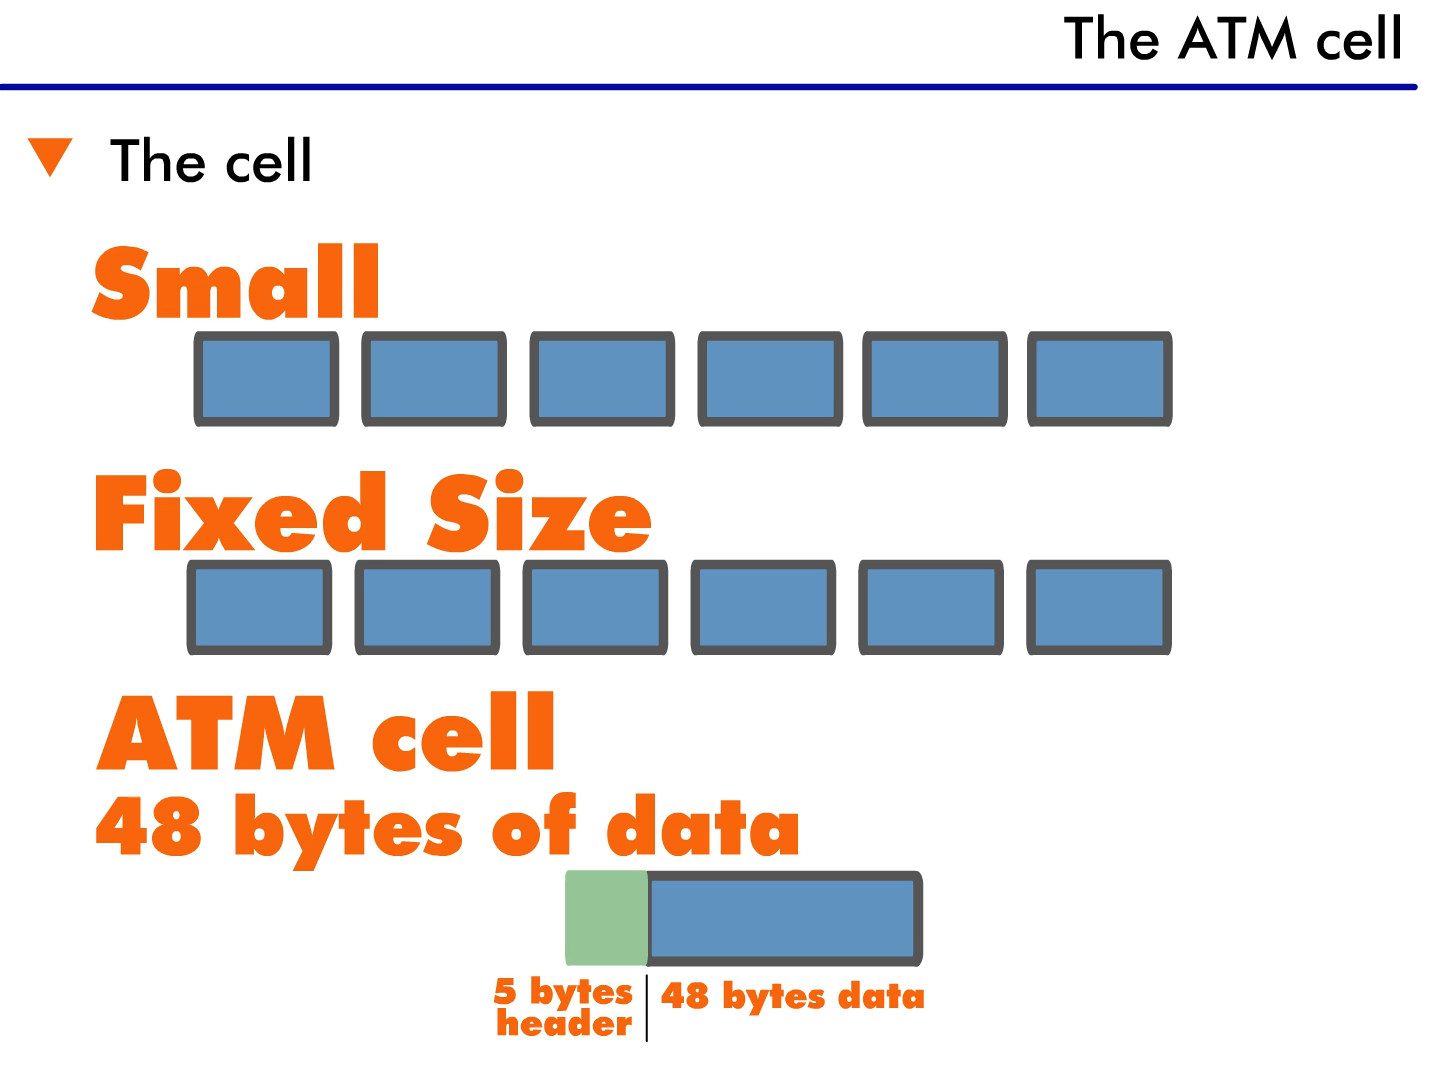 The ATM cell
The cell
Small
Fixed Size
ATM cell
48 bytes of data
5 bytes
header
48 bytes data